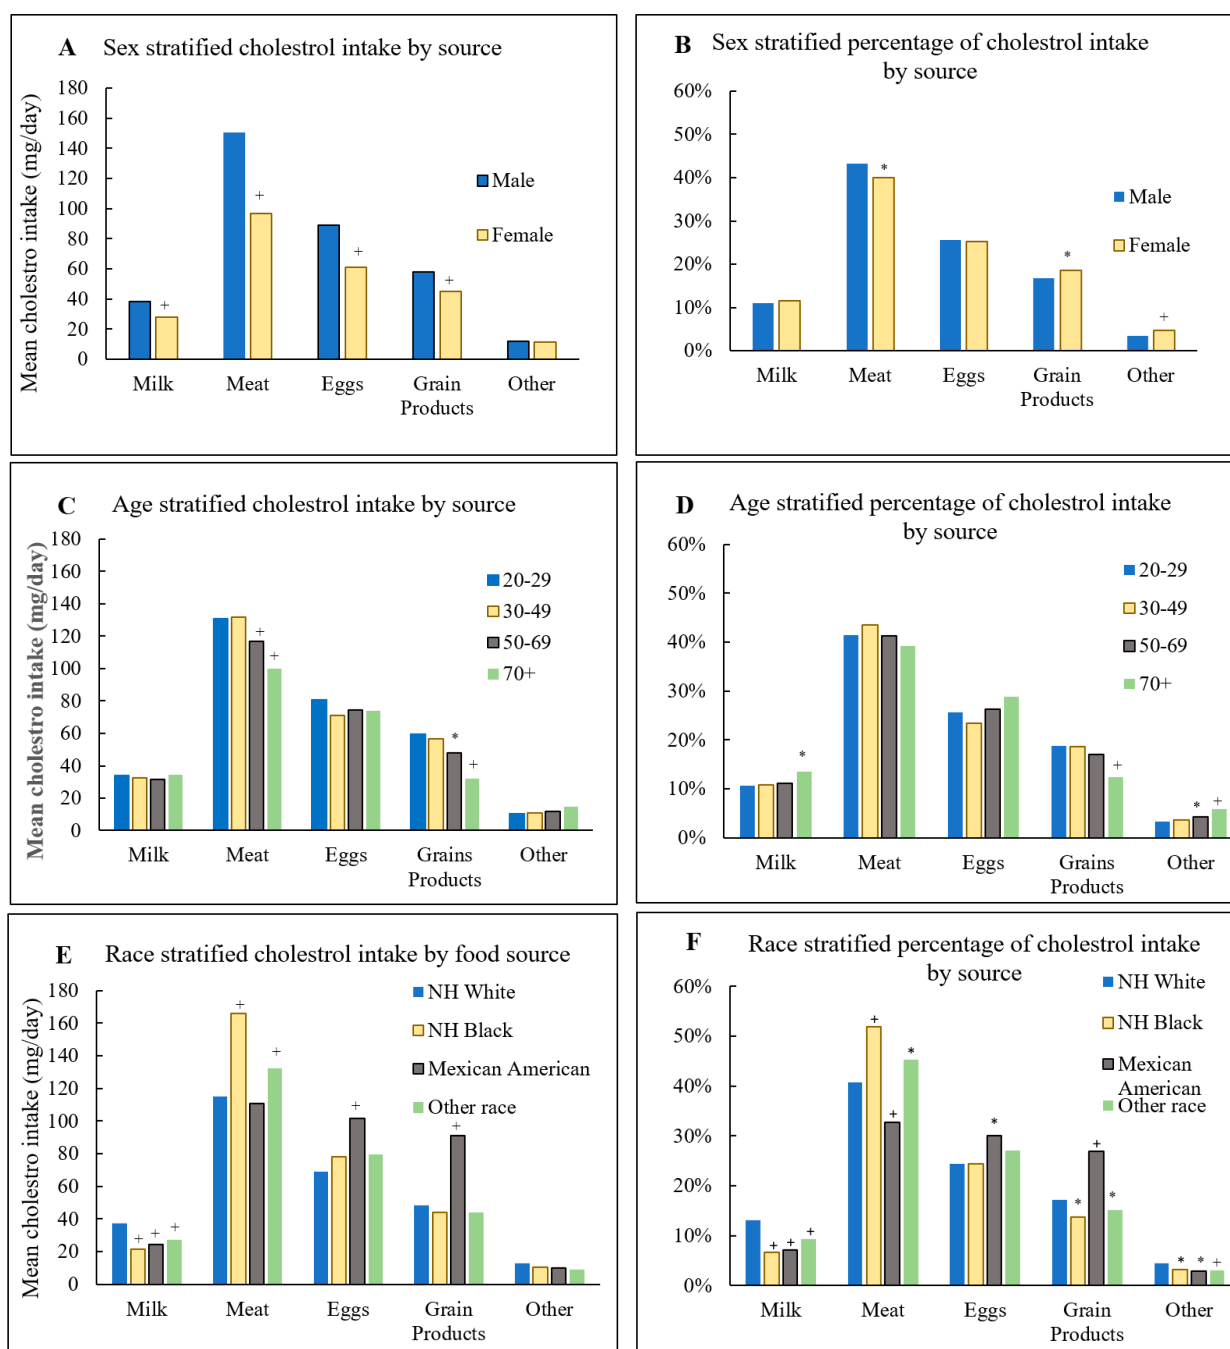 A Sex stratified cholestrol intake by source
Mean cholestro intake (mg/day)
180
160
140
120
100
80
60
40
20
0
+
+
+
+
Male
Female
Milk Meat Eggs Grain Other
Products
B Sex stratified percentage of cholestrol intake
by source
60%
50%
40%
30%
20%
10%
0%
*
*
+
Male
Female
Milk Meat Eggs Grain Other
Products
C Age stratified cholestrol intake by source
Mean cholestro intake (mg/day)
180
160
140
120
100
80
60
40
20
0
+
+
*
+
20-29
30-49
50-69
70+
Milk Meat Eggs Grains Other
Products
D Age stratified percentage of cholestrol intake
by source
60%
50%
40%
30%
20%
10%
0%
*
+
*
+
20-29
30-49
50-69
70+
Milk Meat Eggs Grains Other
Products
E Race stratified cholestrol intake by food source
Mean cholestro intake (mg/day)
180
160
140
120
100
80
60
40
20
0
+ + +
+
+
+
+
NH White
NH Black
Mexican American
Other race
Milk Meat Eggs Grain Other
Products
F Race stratified percentage of cholestrol intake
by source
60%
50%
40%
30%
20%
10%
0%
+ + +
+
+
*
*
*
+
*
* * +
NH White
NH Black
Mexican
American
Other race
Milk Meat Eggs Grain Other
Products